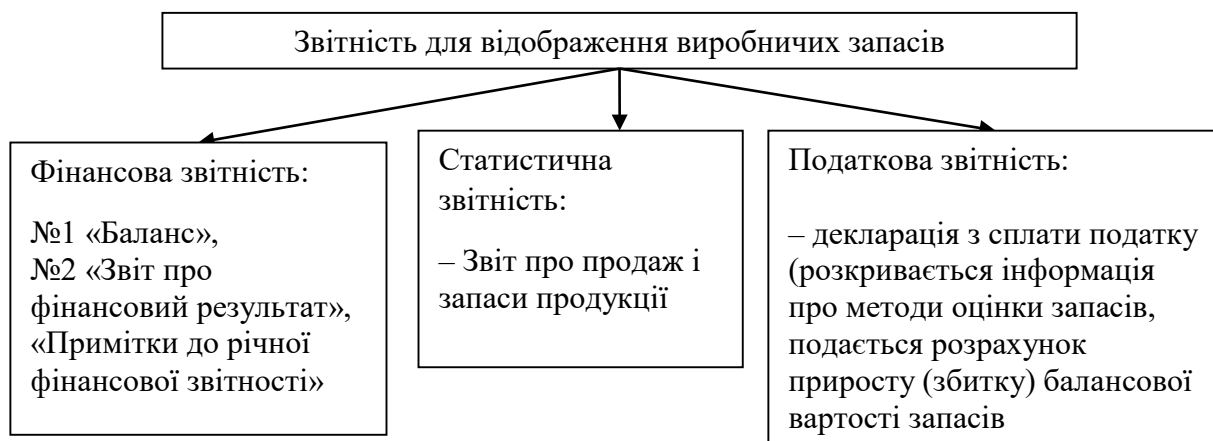 Звітність для відображення виробничих запасів
Фінансова звітність:
№1 «Баланс»,
№2 «Звіт про
фінансовий результат»,
«Примітки до річної
фінансової звітності»
Статистична
звітність:
– Звіт про продаж і
запаси продукції
Податкова звітність:
– декларація з сплати податку
(розкривається інформація
про методи оцінки запасів,
подається розрахунок
приросту (збитку) балансової
вартості запасів